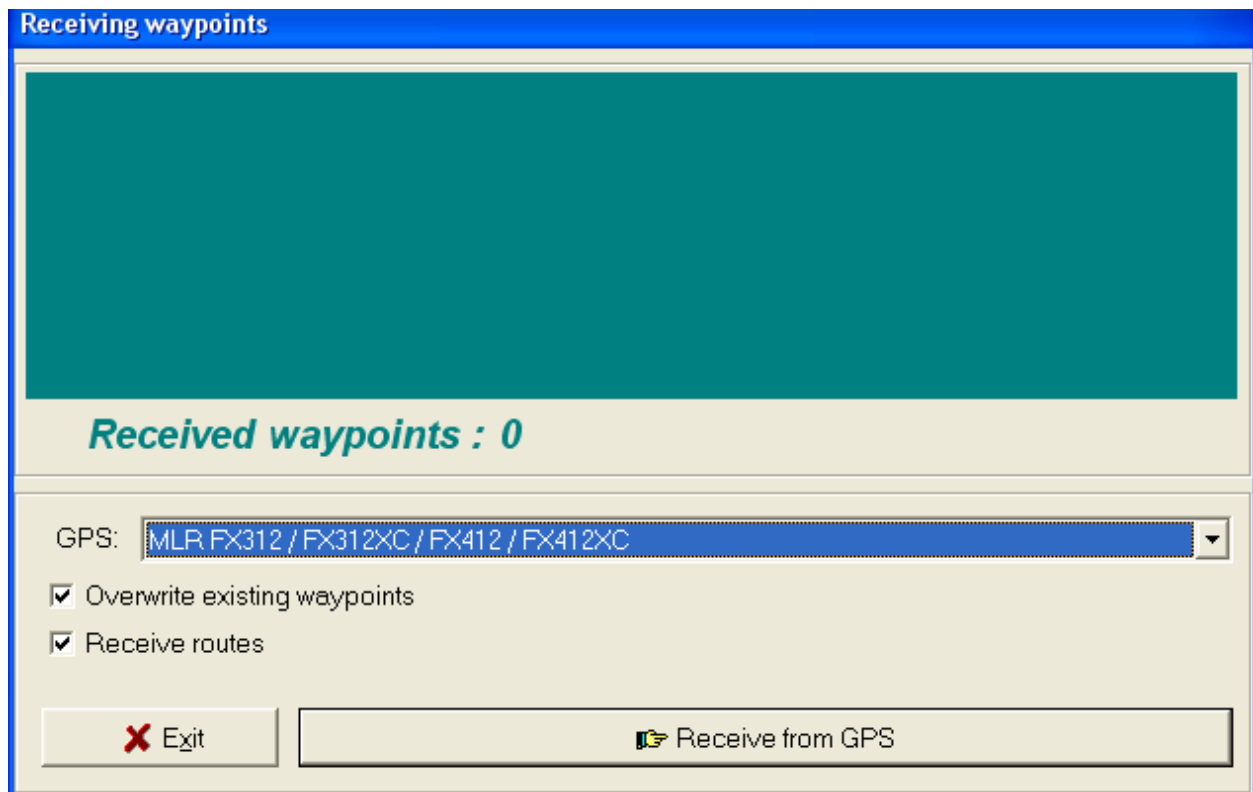 Receiving waypoints
Received waypoints : 0
GPS: MLR FX312 / FX312XC / FX412 / FX412XC
Overwrite existing waypoints
Receive routes
Exit Receive from GPS